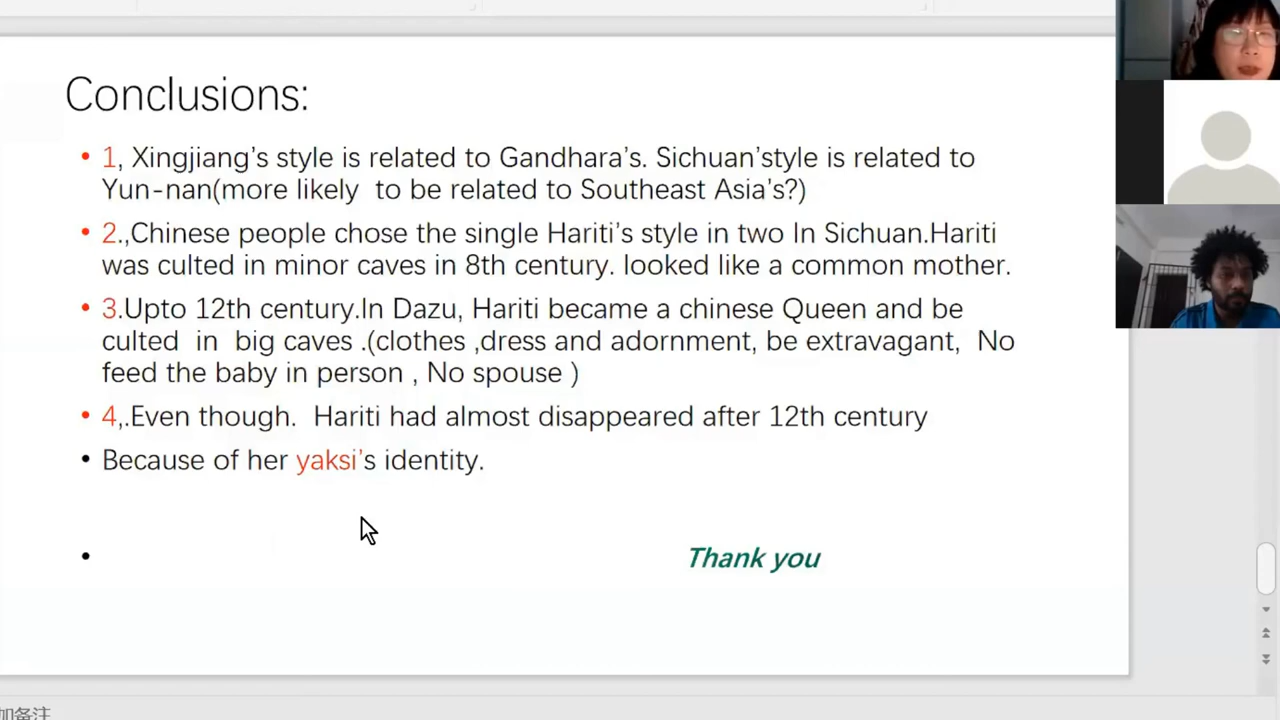 Conclusions:
• 1, Xingjiang's style is related to Gandhara's. Sichuan'style is related to
Yun-nan(more likely to be related to Southeast Asia's?)
• 2.,Chinese people chose the single Hariti's style in two In Sichuan.Hariti
was culted in minor caves in 8th century. looked like a common mother.
• 3.Upto 12th century.In Dazu, Hariti became a chinese Queen and be
culted in big caves .(clothes ,dress and adornment, be extravagant, No
feed the baby in person , No spouse )
• 4,.Even though. Hariti had almost disappeared after 12th century
• Because of her yaksi's identity.
• Thank you
加备注